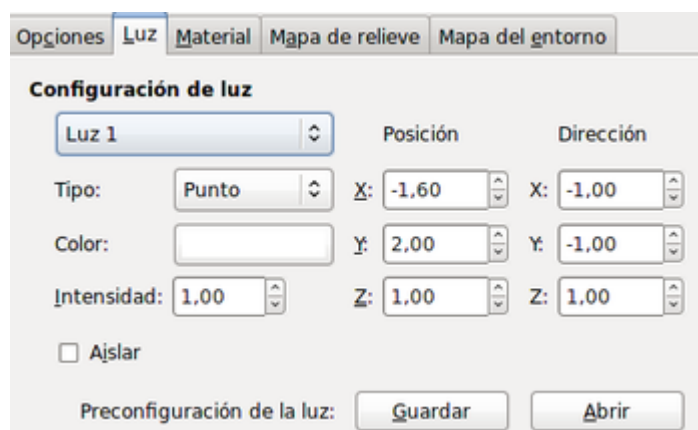 Opciones Luz Material Mapa de relieve Mapa del entorno
Configuración de luz
Luz 1 Posición Dirección
Tipo: Punto X: -1,60 X: -1,00
Color: Y: 2,00 Y: -1,00
Intensidad: 1,00 Z: 1,00 Z: 1,00
Aislar
Preconfiguración de la luz: Guardar Abrir